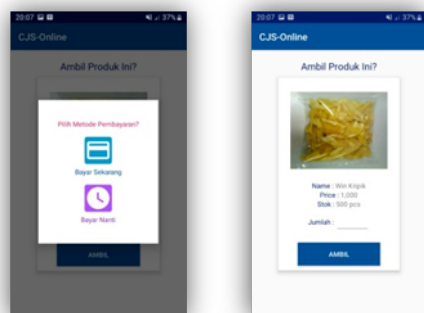 20:07 37%
CJS-Online
Ambil Produk Ini?
Pilih Metode Pembayaran?
Bayar Sekarang
Bayar Nanti
AMBIL
20:07 37%
CJS-Online
Ambil Produk Ini?
Name : Win Kripik
Price : 1,000
Stok : 500 pcs
Jumlah :
AMBIL